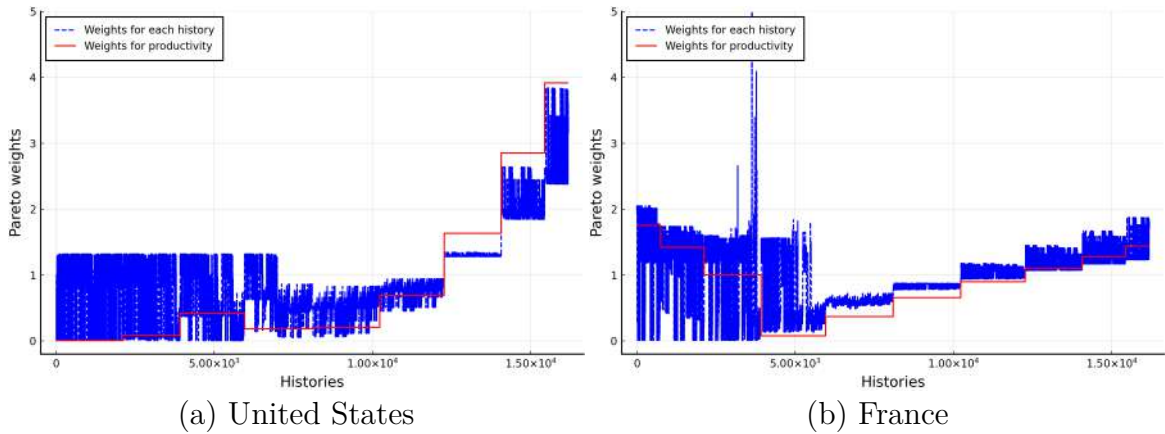 Weights for each history
Weights for productivity
Pareto weights
5
4
3
2
1
0
0
5.00×10³
1.00×10⁴
1.50×10⁴
Histories
(a) United States
Weights for each history
Weights for productivity
Pareto weights
5
4
3
2
1
0
0
5.00×10³
1.00×10⁴
1.50×10⁴
Histories
(b) France